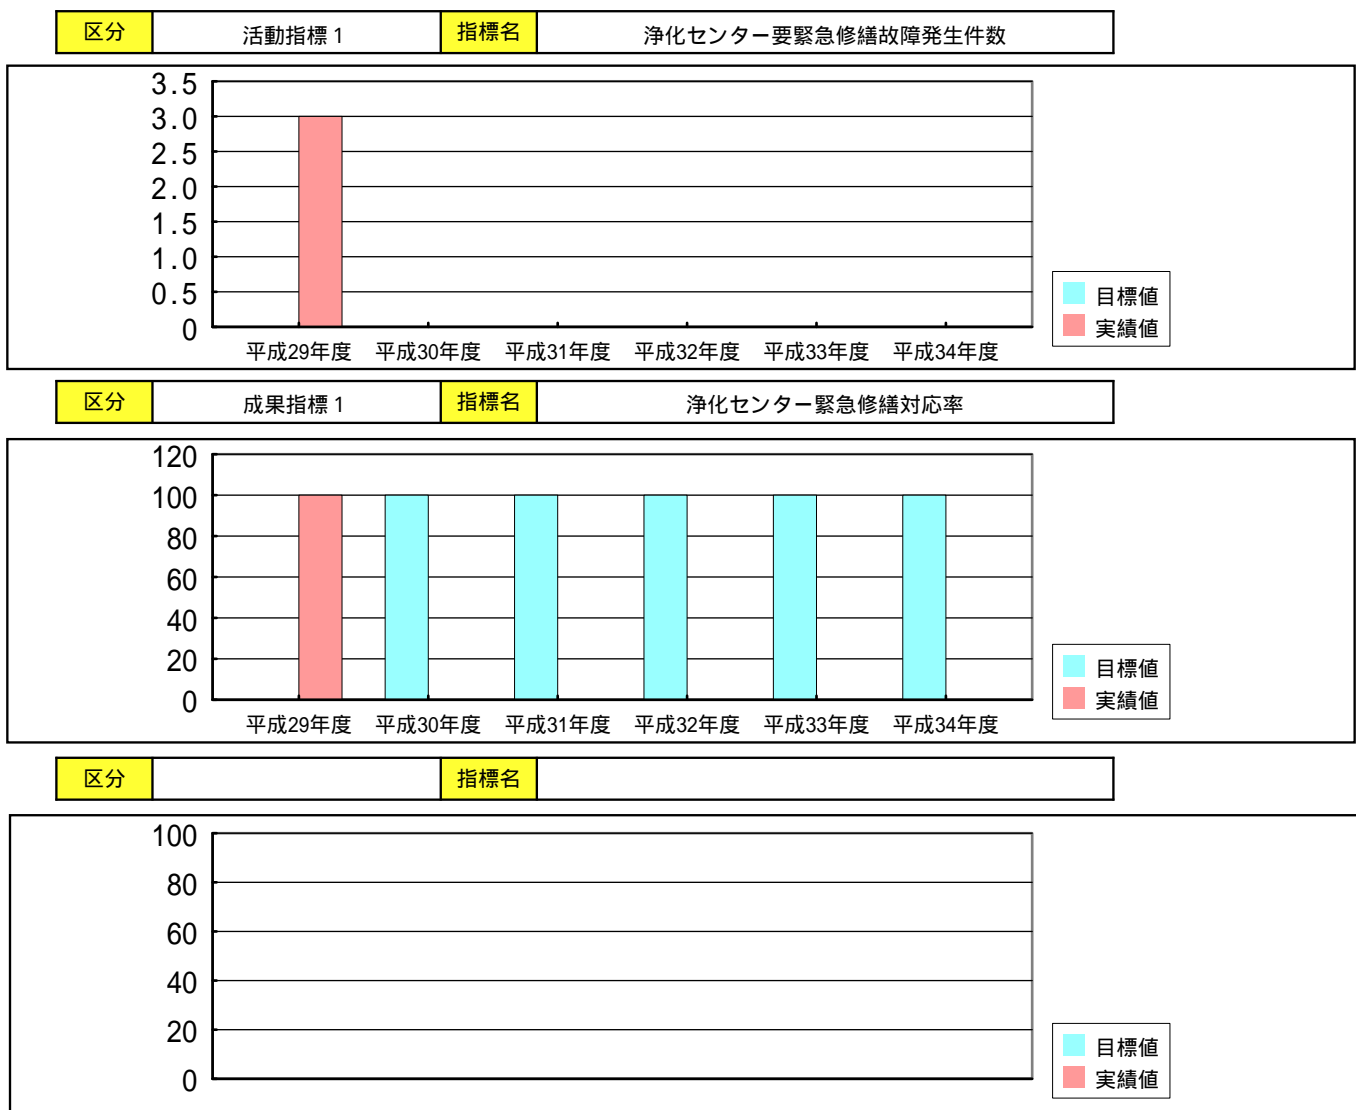 区分 活動指標１ 指標名 浄化センター要緊急修繕故障発生件数
3.5
3.0
2.5
2.0
1.5
1.0
0.5
0
平成29年度 平成30年度 平成31年度 平成32年度 平成33年度 平成34年度
目標値
実績値
区分 成果指標１ 指標名 浄化センター緊急修繕対応率
120
100
80
60
40
20
0
平成29年度 平成30年度 平成31年度 平成32年度 平成33年度 平成34年度
目標値
実績値
区分 指標名
100
80
60
40
20
0
目標値
実績値